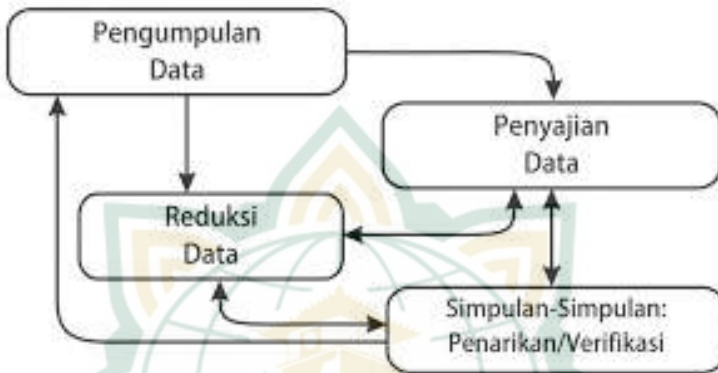 Pengumpulan
Data
Penyajian
Data
Reduksi
Data
Simpulan-Simpulan:
Penarikan/Verifikasi